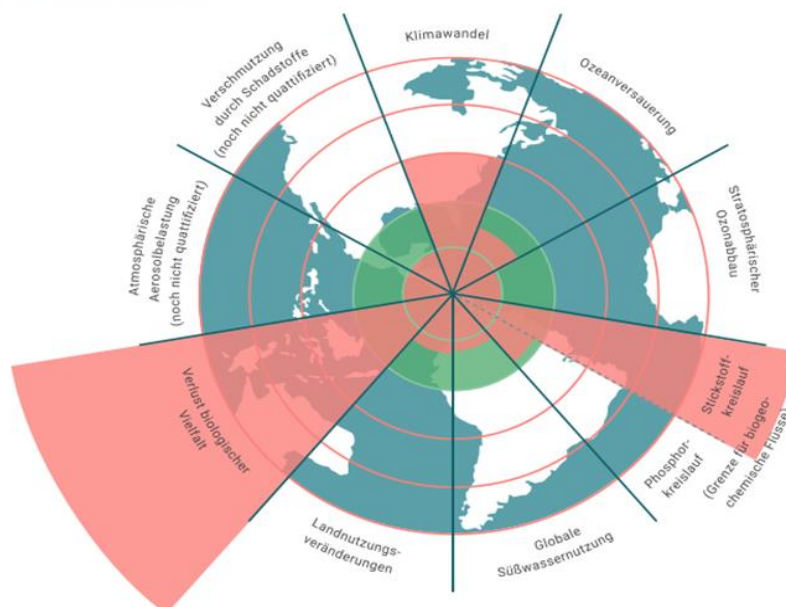 Klimawandel
Ozeanversauerung
Stratosphärischer
Ozonabbau
Stickstoff-
kreislauf
(Grenze für biogeo-
chemische Flüsse)
Phosphor-
kreislauf
Globale
Süßwassernutzung
Landnutzungs-
veränderungen
Verlust biologischer
Vielfalt
Atmosphärische
Aerosolbelastung
(noch nicht quattifiziert)
Verschmutzung
durch Schadstoffe
(noch nicht quattifiziert)